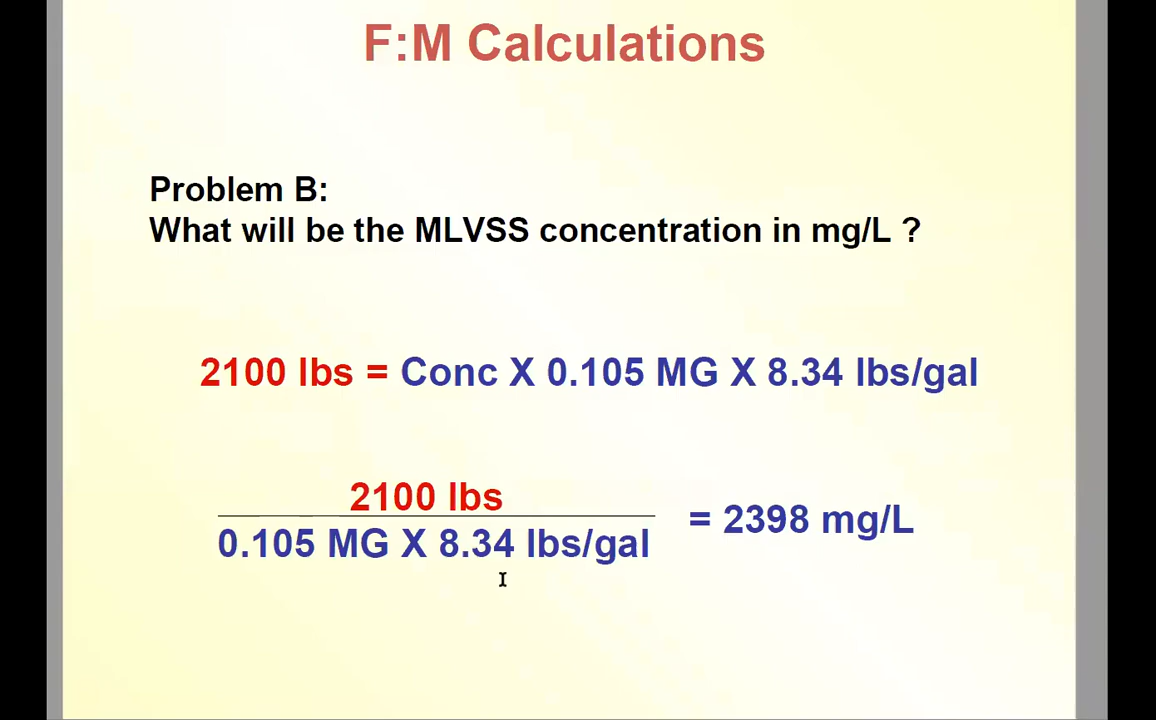 F:M Calculations
Problem B:
What will be the MLVSS concentration in mg/L ?
2100 lbs = Conc X 0.105 MG X 8.34 lbs/gal
2100 lbs
0.105 MG X 8.34 lbs/gal
= 2398 mg/L